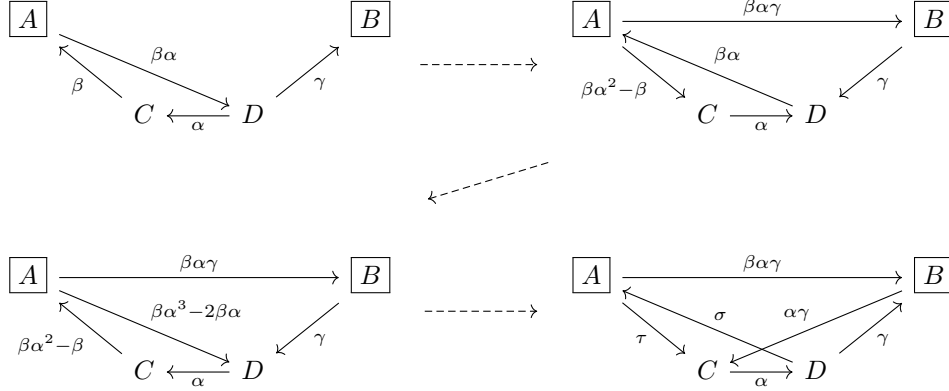 A B
βα
β γ
C D
α
βαγ
A B
βα
βα²−β γ
C D
α
βαγ
A B
βα³−2βα
βα²−β γ
C D
α
βαγ
A B
σ αγ
τ γ
C D
α